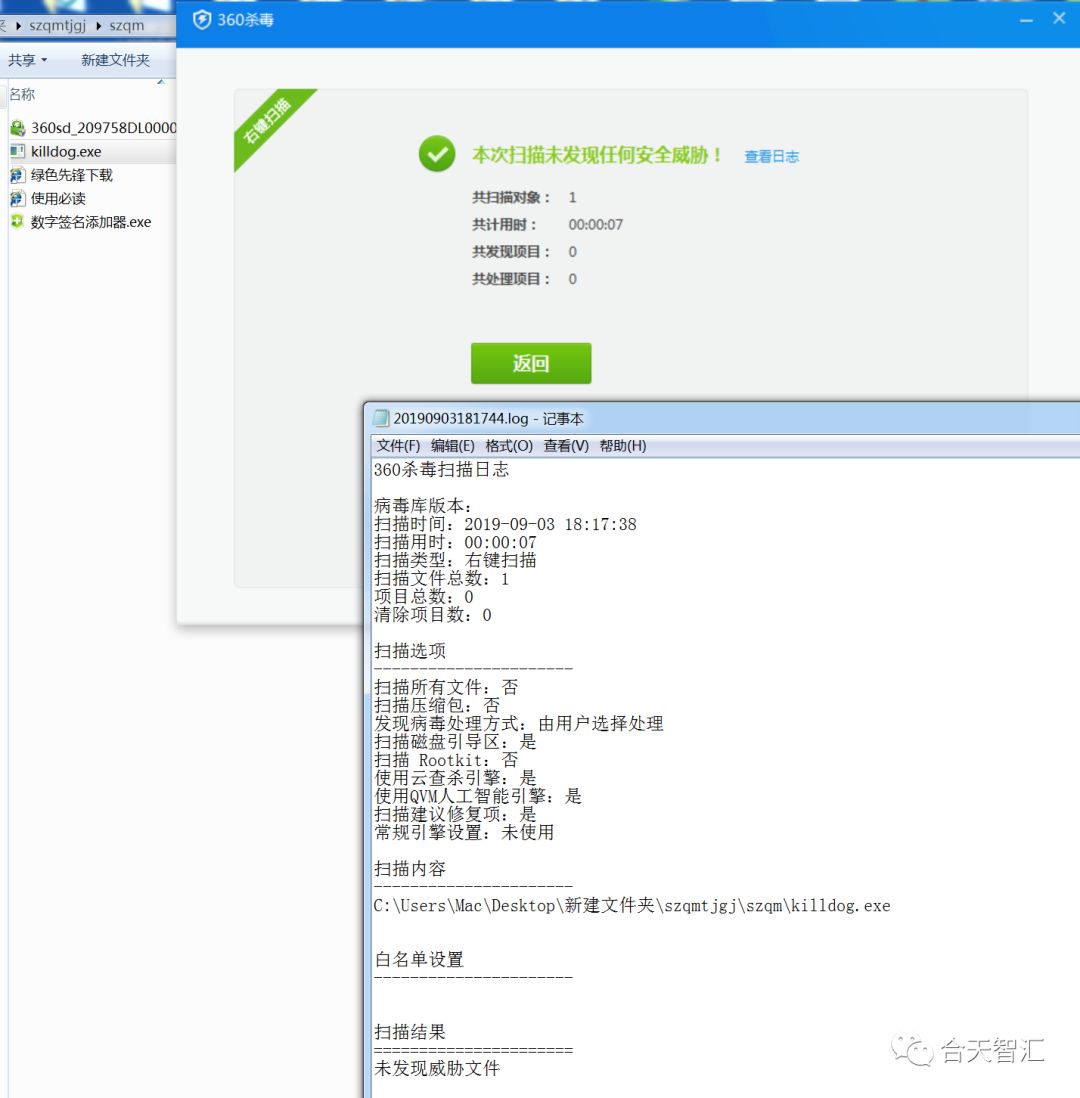 szqmtjgj ▸ szqm
共享 新建文件夹
名称
360sd_209758DL0000
killdog.exe
绿色先锋下载
使用必读
数字签名添加器.exe
360杀毒
右键扫描
本次扫描未发现任何安全威胁！ 查看日志
共扫描对象： 1
共计用时： 00:00:07
共发现项目： 0
共处理项目： 0
返回
20190903181744.log - 记事本
文件(F) 编辑(E) 格式(O) 查看(V) 帮助(H)
360杀毒扫描日志
病毒库版本：
扫描时间：2019-09-03 18:17:38
扫描用时：00:00:07
扫描类型：右键扫描
扫描文件总数：1
项目总数：0
清除项目数：0
扫描选项
----------------------
扫描所有文件：否
扫描压缩包：否
发现病毒处理方式：由用户选择处理
扫描磁盘引导区：是
扫描 Rootkit：否
使用云查杀引擎：是
使用QVM人工智能引擎：是
扫描建议修复项：是
常规引擎设置：未使用
扫描内容
----------------------
C:\Users\Mac\Desktop\新建文件夹\szqmtjgj\szqm\killdog.exe
白名单设置
----------------------
扫描结果
======================
未发现威胁文件
合天智汇